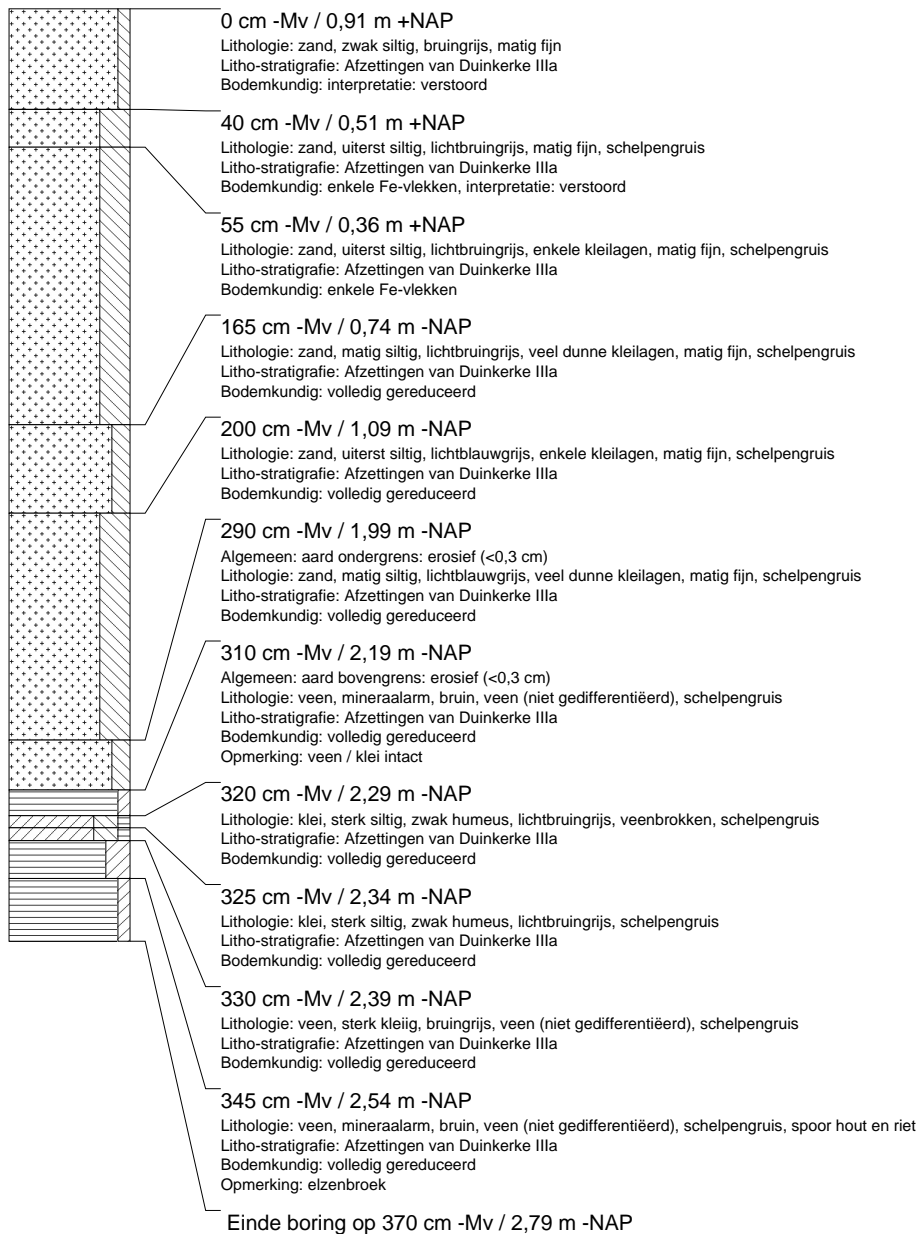 0 cm -Mv / 0,91 m +NAP
Lithologie: zand, zwak siltig, bruingrijs, matig fijn
Litho-stratigrafie: Afzettingen van Duinkerke IIIa
Bodemkundig: interpretatie: verstoord
40 cm -Mv / 0,51 m +NAP
Lithologie: zand, uiterst siltig, lichtbruingrijs, matig fijn, schelpengruis
Litho-stratigrafie: Afzettingen van Duinkerke IIIa
Bodemkundig: enkele Fe-vlekken, interpretatie: verstoord
55 cm -Mv / 0,36 m +NAP
Lithologie: zand, uiterst siltig, lichtbruingrijs, enkele kleilagen, matig fijn, schelpengruis
Litho-stratigrafie: Afzettingen van Duinkerke IIIa
Bodemkundig: enkele Fe-vlekken
165 cm -Mv / 0,74 m -NAP
Lithologie: zand, matig siltig, lichtbruingrijs, veel dunne kleilagen, matig fijn, schelpengruis
Litho-stratigrafie: Afzettingen van Duinkerke IIIa
Bodemkundig: volledig gereduceerd
200 cm -Mv / 1,09 m -NAP
Lithologie: zand, uiterst siltig, lichtblauwgrijs, enkele kleilagen, matig fijn, schelpengruis
Litho-stratigrafie: Afzettingen van Duinkerke IIIa
Bodemkundig: volledig gereduceerd
290 cm -Mv / 1,99 m -NAP
Algemeen: aard ondergrens: erosief (<0,3 cm)
Lithologie: zand, matig siltig, lichtblauwgrijs, veel dunne kleilagen, matig fijn, schelpengruis
Litho-stratigrafie: Afzettingen van Duinkerke IIIa
Bodemkundig: volledig gereduceerd
310 cm -Mv / 2,19 m -NAP
Algemeen: aard bovengrens: erosief (<0,3 cm)
Lithologie: veen, mineraalarm, bruin, veen (niet gedifferentiëerd), schelpengruis
Litho-stratigrafie: Afzettingen van Duinkerke IIIa
Bodemkundig: volledig gereduceerd
Opmerking: veen / klei intact
320 cm -Mv / 2,29 m -NAP
Lithologie: klei, sterk siltig, zwak humeus, lichtbruingrijs, veenbrokken, schelpengruis
Litho-stratigrafie: Afzettingen van Duinkerke IIIa
Bodemkundig: volledig gereduceerd
325 cm -Mv / 2,34 m -NAP
Lithologie: klei, sterk siltig, zwak humeus, lichtbruingrijs, schelpengruis
Litho-stratigrafie: Afzettingen van Duinkerke IIIa
Bodemkundig: volledig gereduceerd
330 cm -Mv / 2,39 m -NAP
Lithologie: veen, sterk kleiig, bruingrijs, veen (niet gedifferentiëerd), schelpengruis
Litho-stratigrafie: Afzettingen van Duinkerke IIIa
Bodemkundig: volledig gereduceerd
345 cm -Mv / 2,54 m -NAP
Lithologie: veen, mineraalarm, bruin, veen (niet gedifferentiëerd), schelpengruis, spoor hout en riet
Litho-stratigrafie: Afzettingen van Duinkerke IIIa
Bodemkundig: volledig gereduceerd
Opmerking: elzenbroek
Einde boring op 370 cm -Mv / 2,79 m -NAP